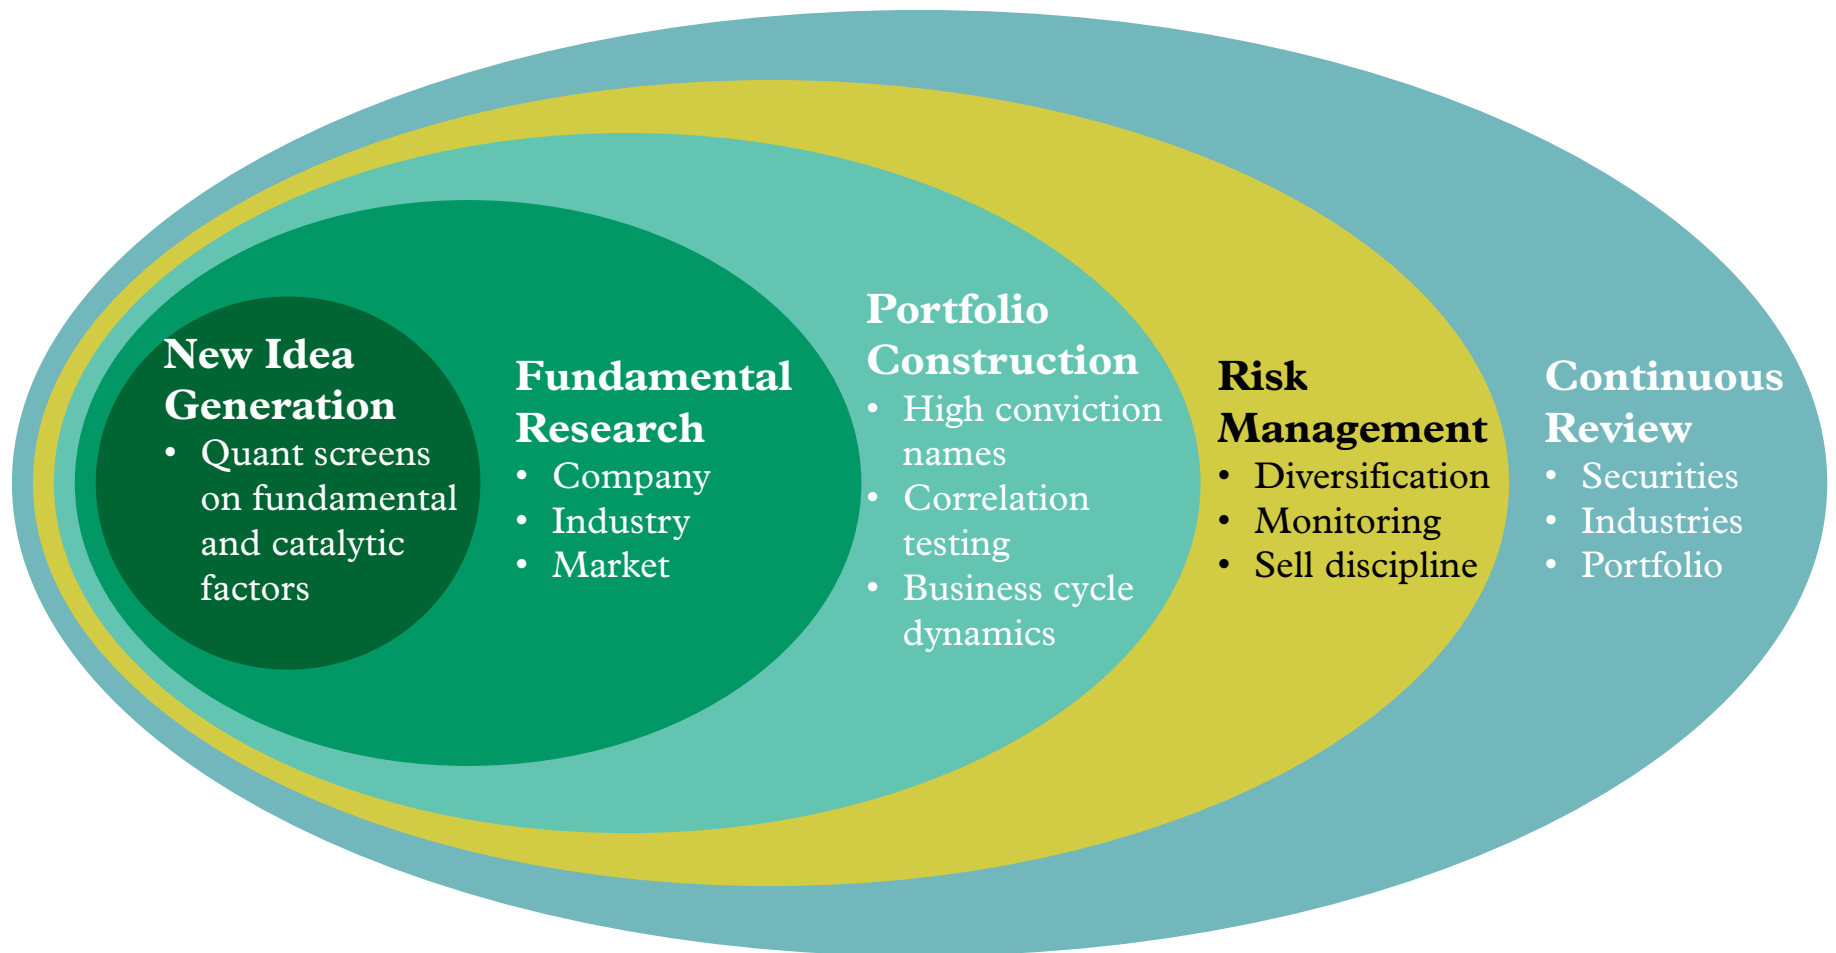 New Idea
Generation
• Quant screens
on fundamental
and catalytic
factors
Fundamental
Research
• Company
• Industry
• Market
Portfolio
Construction
• High conviction
names
• Correlation
testing
• Business cycle
dynamics
Risk
Management
• Diversification
• Monitoring
• Sell discipline
Continuous
Review
• Securities
• Industries
• Portfolio